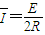 I = E / 2R